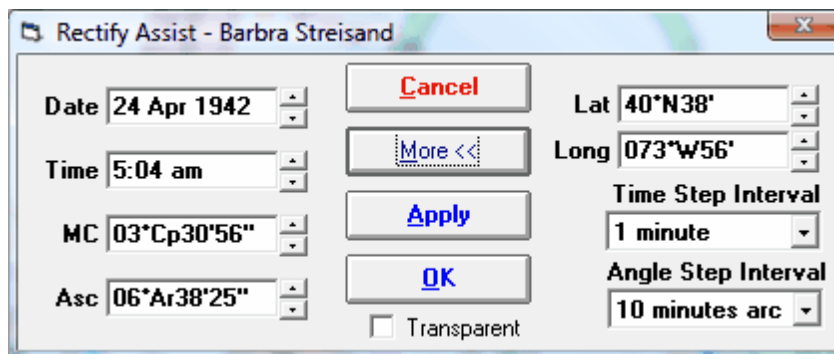 Rectify Assist - Barbra Streisand
Date 24 Apr 1942
Time 5:04 am
MC 03*Cp30'56"
Asc 06*Ar38'25"
Cancel
More <<
Apply
OK
Transparent
Lat 40*N38'
Long 073*W56'
Time Step Interval
1 minute
Angle Step Interval
10 minutes arc